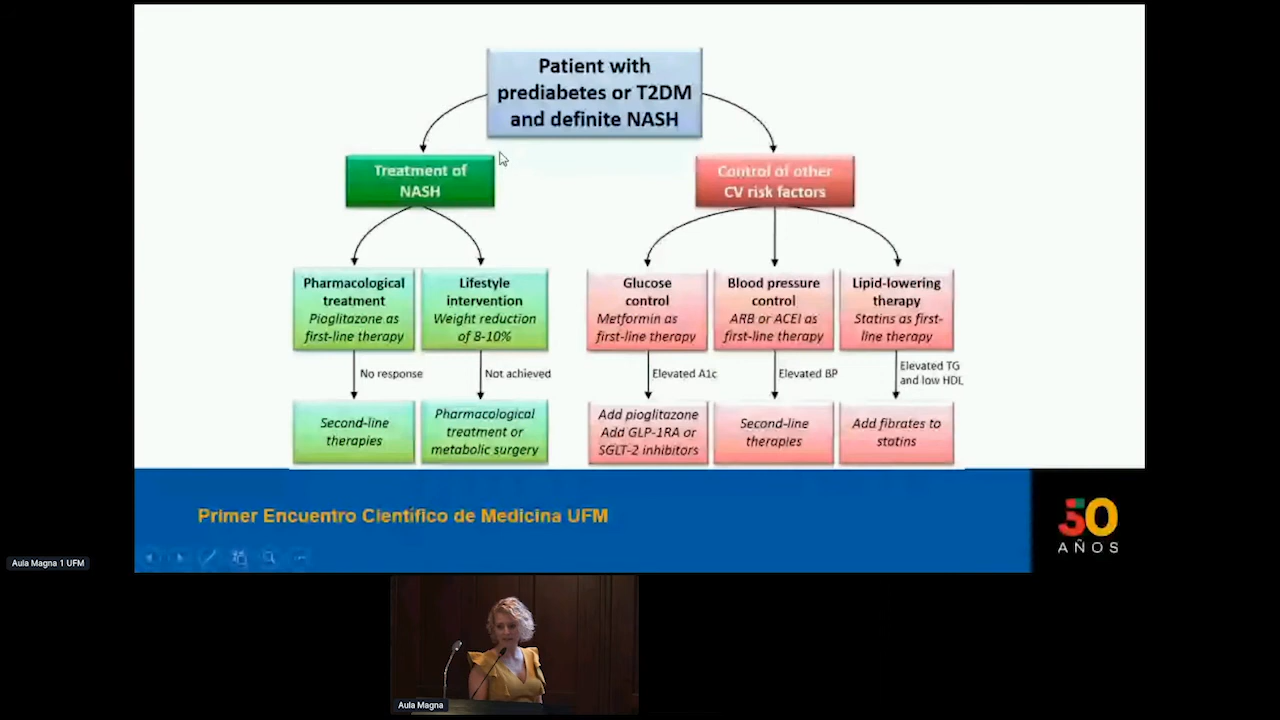 Patient with
prediabetes or T2DM
and definite NASH
Treatment of
NASH
Control of other
CV risk factors
Pharmacological
treatment
Pioglitazone as
first-line therapy
Lifestyle
intervention
Weight reduction
of 8-10%
Glucose
control
Metformin as
first-line therapy
Blood pressure
control
ARB or ACEI as
first-line therapy
Lipid-lowering
therapy
Statins as first-
line therapy
No response
Not achieved
Elevated A1c
Elevated BP
Elevated TG
and low HDL
Second-line
therapies
Pharmacological
treatment or
metabolic surgery
Add pioglitazone
Add GLP-1RA or
SGLT-2 inhibitors
Second-line
therapies
Add fibrates to
statins
Primer Encuentro Científico de Medicina UFM
50
AÑOS
Aula Magna 1 UFM
Aula Magna